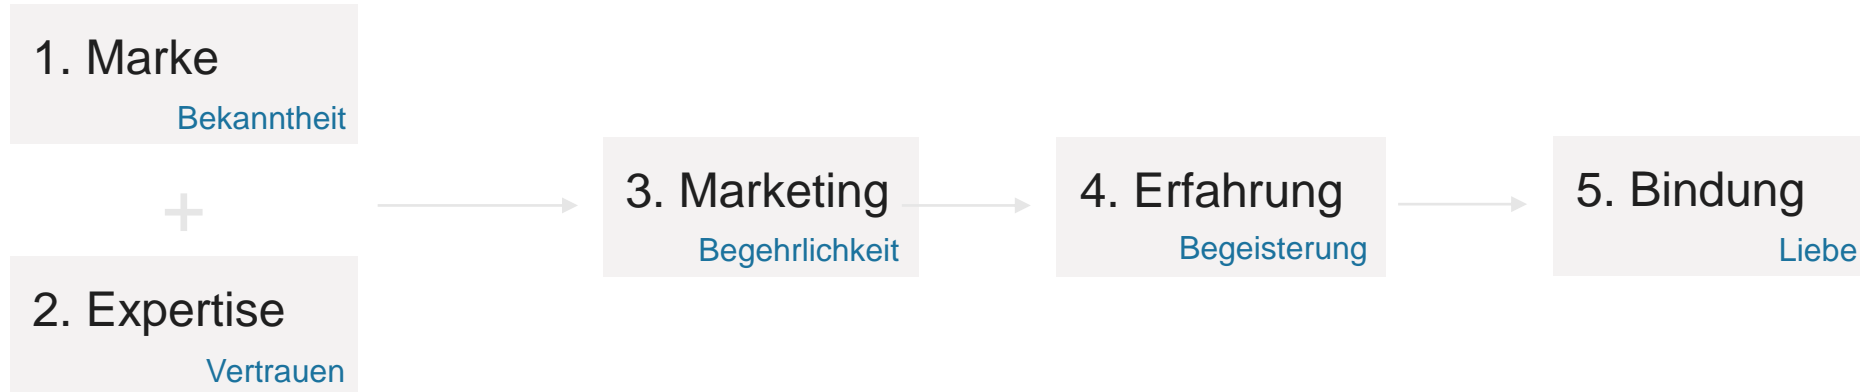 1. Marke
Bekanntheit
+
2. Expertise
Vertrauen
3. Marketing
Begehrlichkeit
4. Erfahrung
Begeisterung
5. Bindung
Liebe